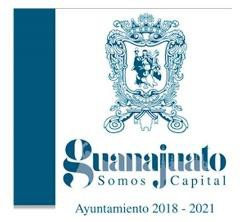 Guanajuato
Somos Capital
Ayuntamiento 2018 - 2021